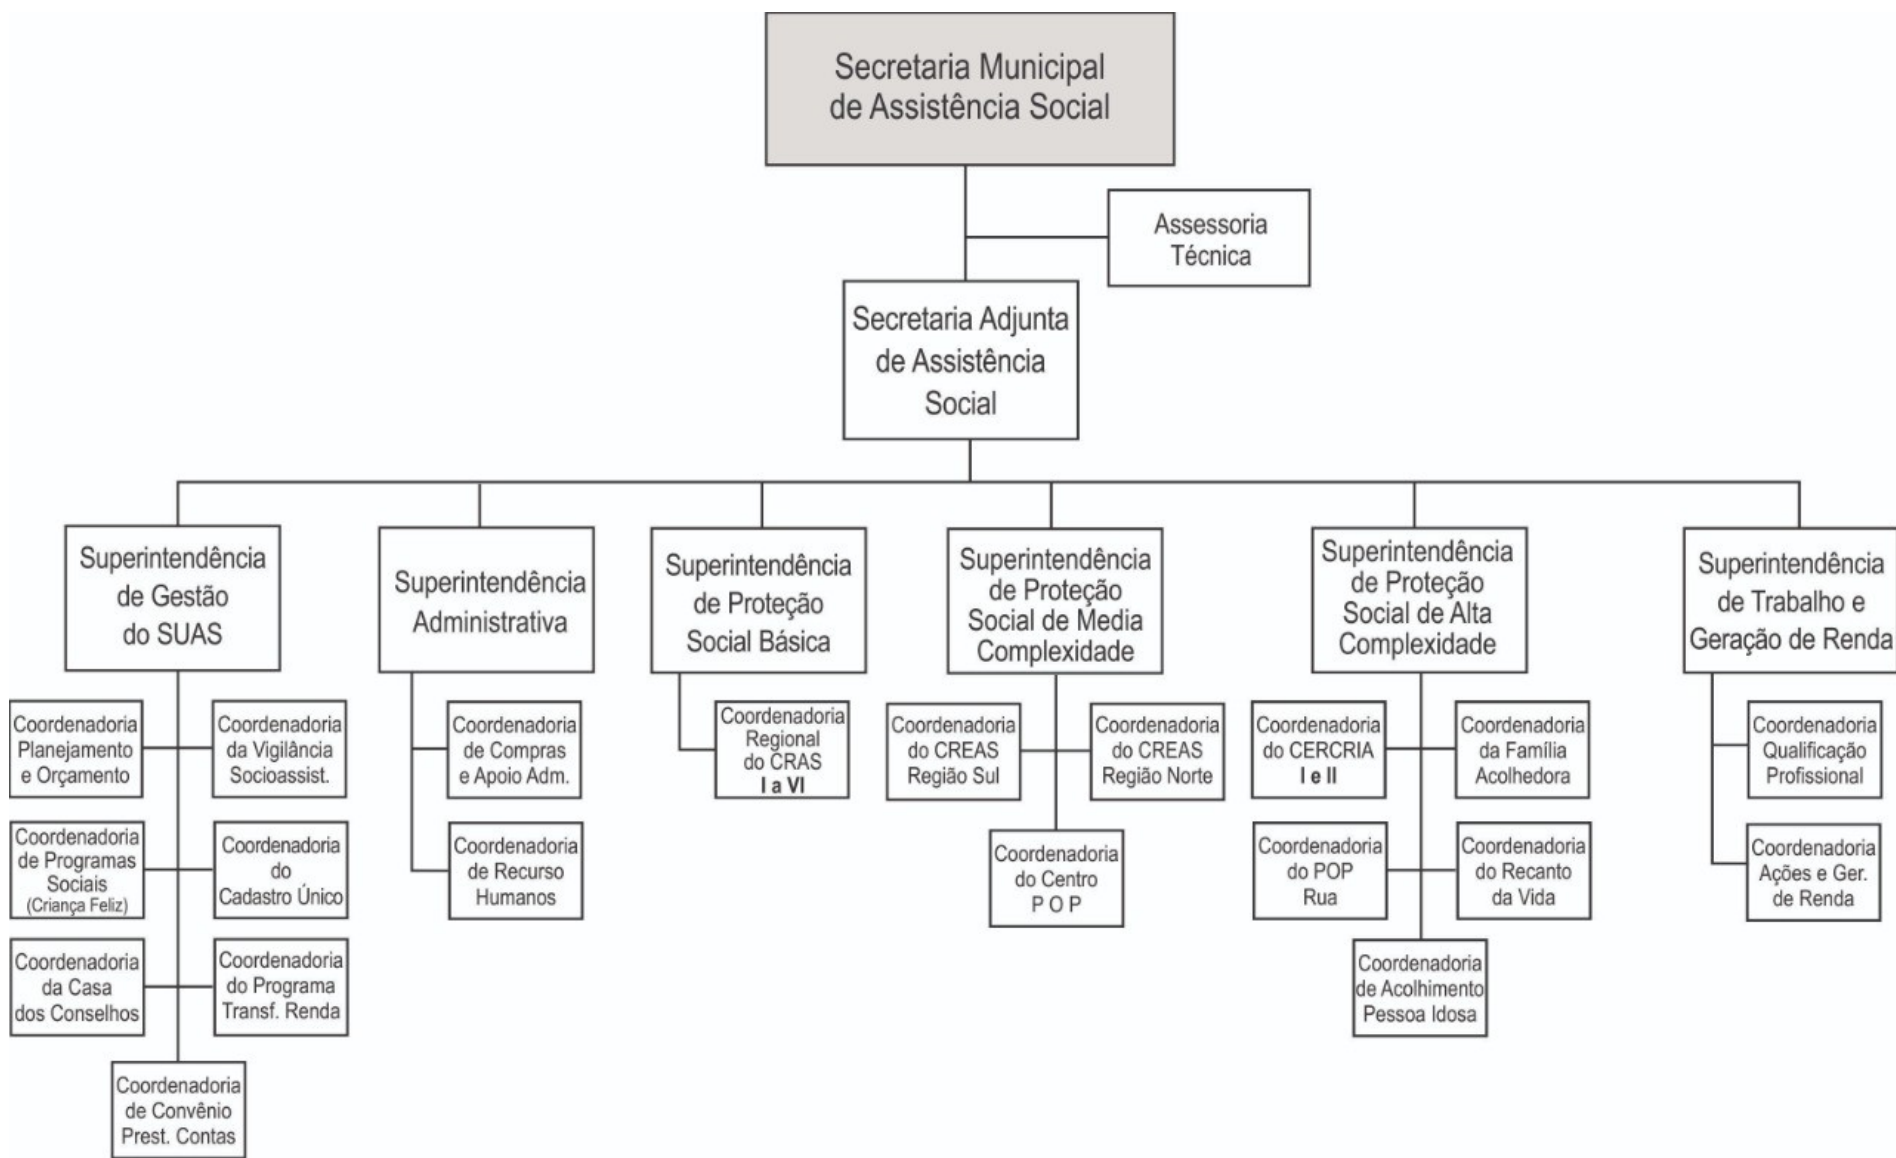 Secretaria Municipal
de Assistência Social
Assessoria
Técnica
Secretaria Adjunta
de Assistência
Social
Superintendência
de Gestão
do SUAS
Superintendência
Administrativa
Superintendência
de Proteção
Social Básica
Superintendência
de Proteção
Social de Media
Complexidade
Superintendência
de Proteção
Social de Alta
Complexidade
Superintendência
de Trabalho e
Geração de Renda
Coordenadoria
Planejamento
e Orçamento
Coordenadoria
da Vigilância
Socioassist.
Coordenadoria
de Compras
e Apoio Adm.
Coordenadoria
Regional
do CRAS
I a VI
Coordenadoria
do CREAS
Região Sul
Coordenadoria
do CREAS
Região Norte
Coordenadoria
do CERCRIA
I e II
Coordenadoria
da Família
Acolhedora
Coordenadoria
Qualificação
Profissional
Coordenadoria
de Programas
Sociais
(Criança Feliz)
Coordenadoria
do
Cadastro Único
Coordenadoria
de Recurso
Humanos
Coordenadoria
do Centro
P O P
Coordenadoria
do POP
Rua
Coordenadoria
do Recanto
da Vida
Coordenadoria
Ações e Ger.
de Renda
Coordenadoria
da Casa
dos Conselhos
Coordenadoria
do Programa
Transf. Renda
Coordenadoria
de Acolhimento
Pessoa Idosa
Coordenadoria
de Convênio
Prest. Contas